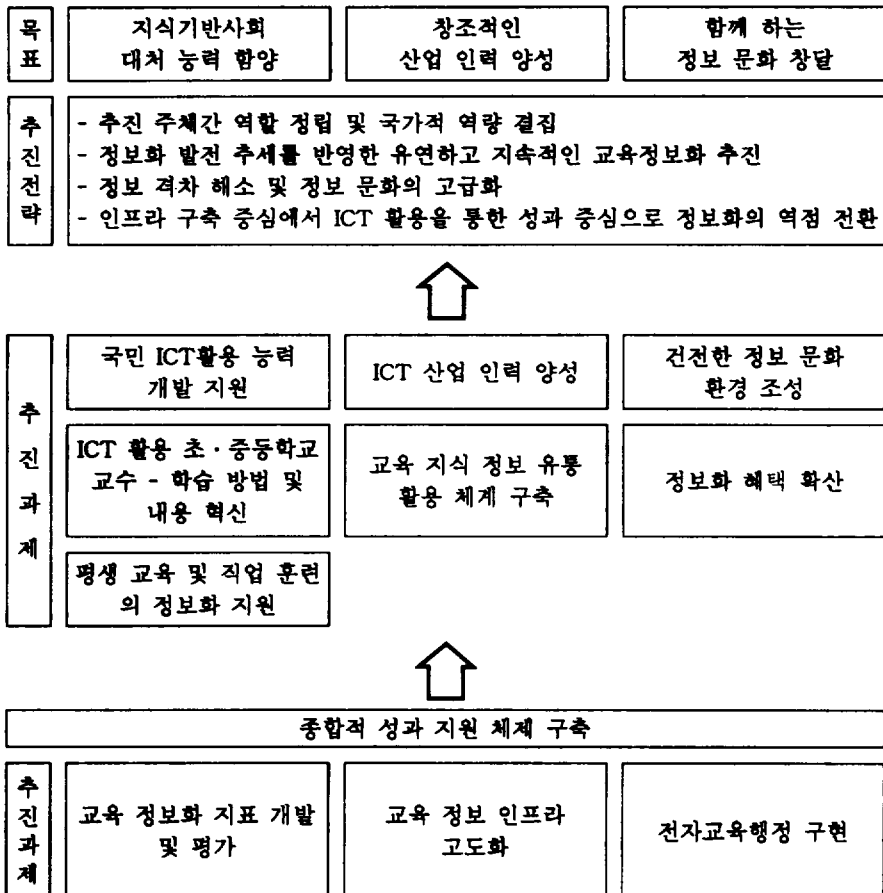 목표
지식기반사회
대처 능력 함양
창조적인
산업 인력 양성
함께 하는
정보 문화 창달
추진전략
- 추진 주체간 역할 정립 및 국가적 역량 결집
- 정보화 발전 추세를 반영한 유연하고 지속적인 교육정보화 추진
- 정보 격차 해소 및 정보 문화의 고급화
- 인프라 구축 중심에서 ICT 활용을 통한 성과 중심으로 정보화의 역점 전환
추진과제
국민 ICT활용 능력
개발 지원
ICT 산업 인력 양성
건전한 정보 문화
환경 조성
ICT 활용 초·중등학교
교수 - 학습 방법 및
내용 혁신
교육 지식 정보 유통
활용 체계 구축
정보화 혜택 확산
평생 교육 및 직업 훈련
의 정보화 지원
종합적 성과 지원 체제 구축
추진과제
교육 정보화 지표 개발
및 평가
교육 정보 인프라
고도화
전자교육행정 구현